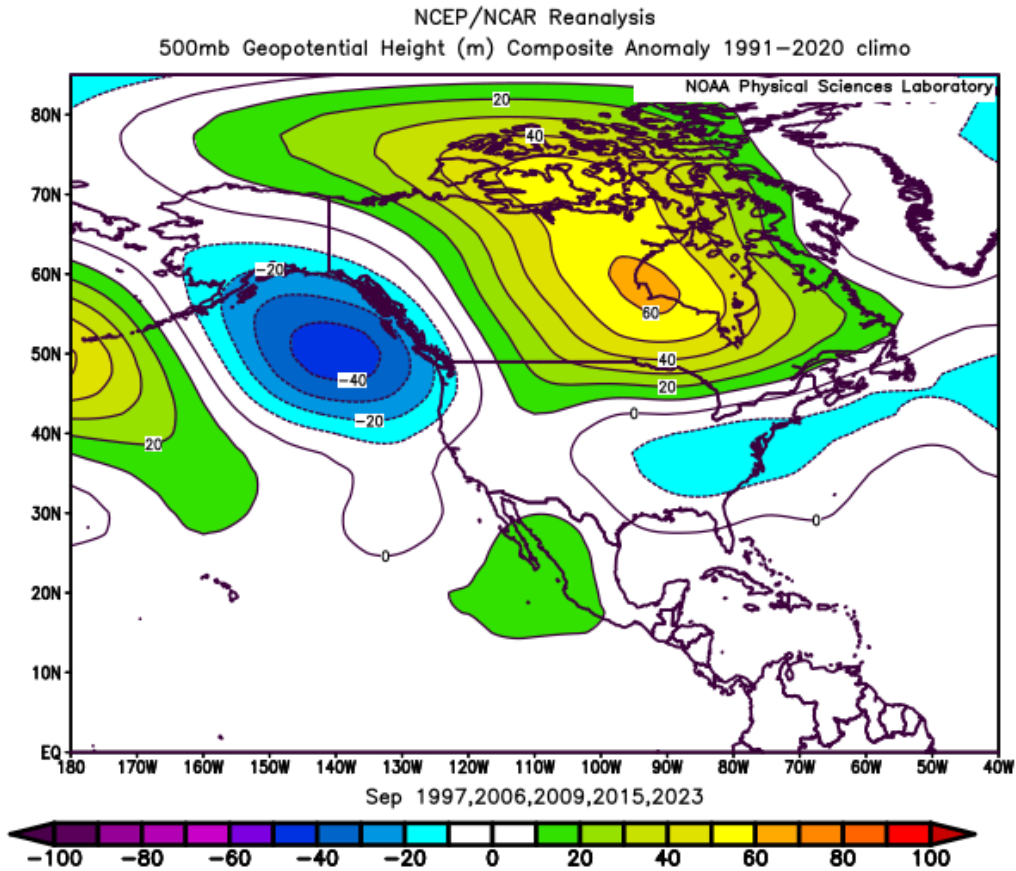 NCEP/NCAR Reanalysis
500mb Geopotential Height (m) Composite Anomaly 1991-2020 climo
NOAA Physical Sciences Laboratory
80N
20
40
70N
60N
-20
60
50N
-40
40
20
-20
0
40N
20
30N
0
0
20N
10N
EQ
180 170W 160W 150W 140W 130W 120W 110W 100W 90W 80W 70W 60W 50W 40W
Sep 1997,2006,2009,2015,2023
-100 -80 -60 -40 -20 0 20 40 60 80 100